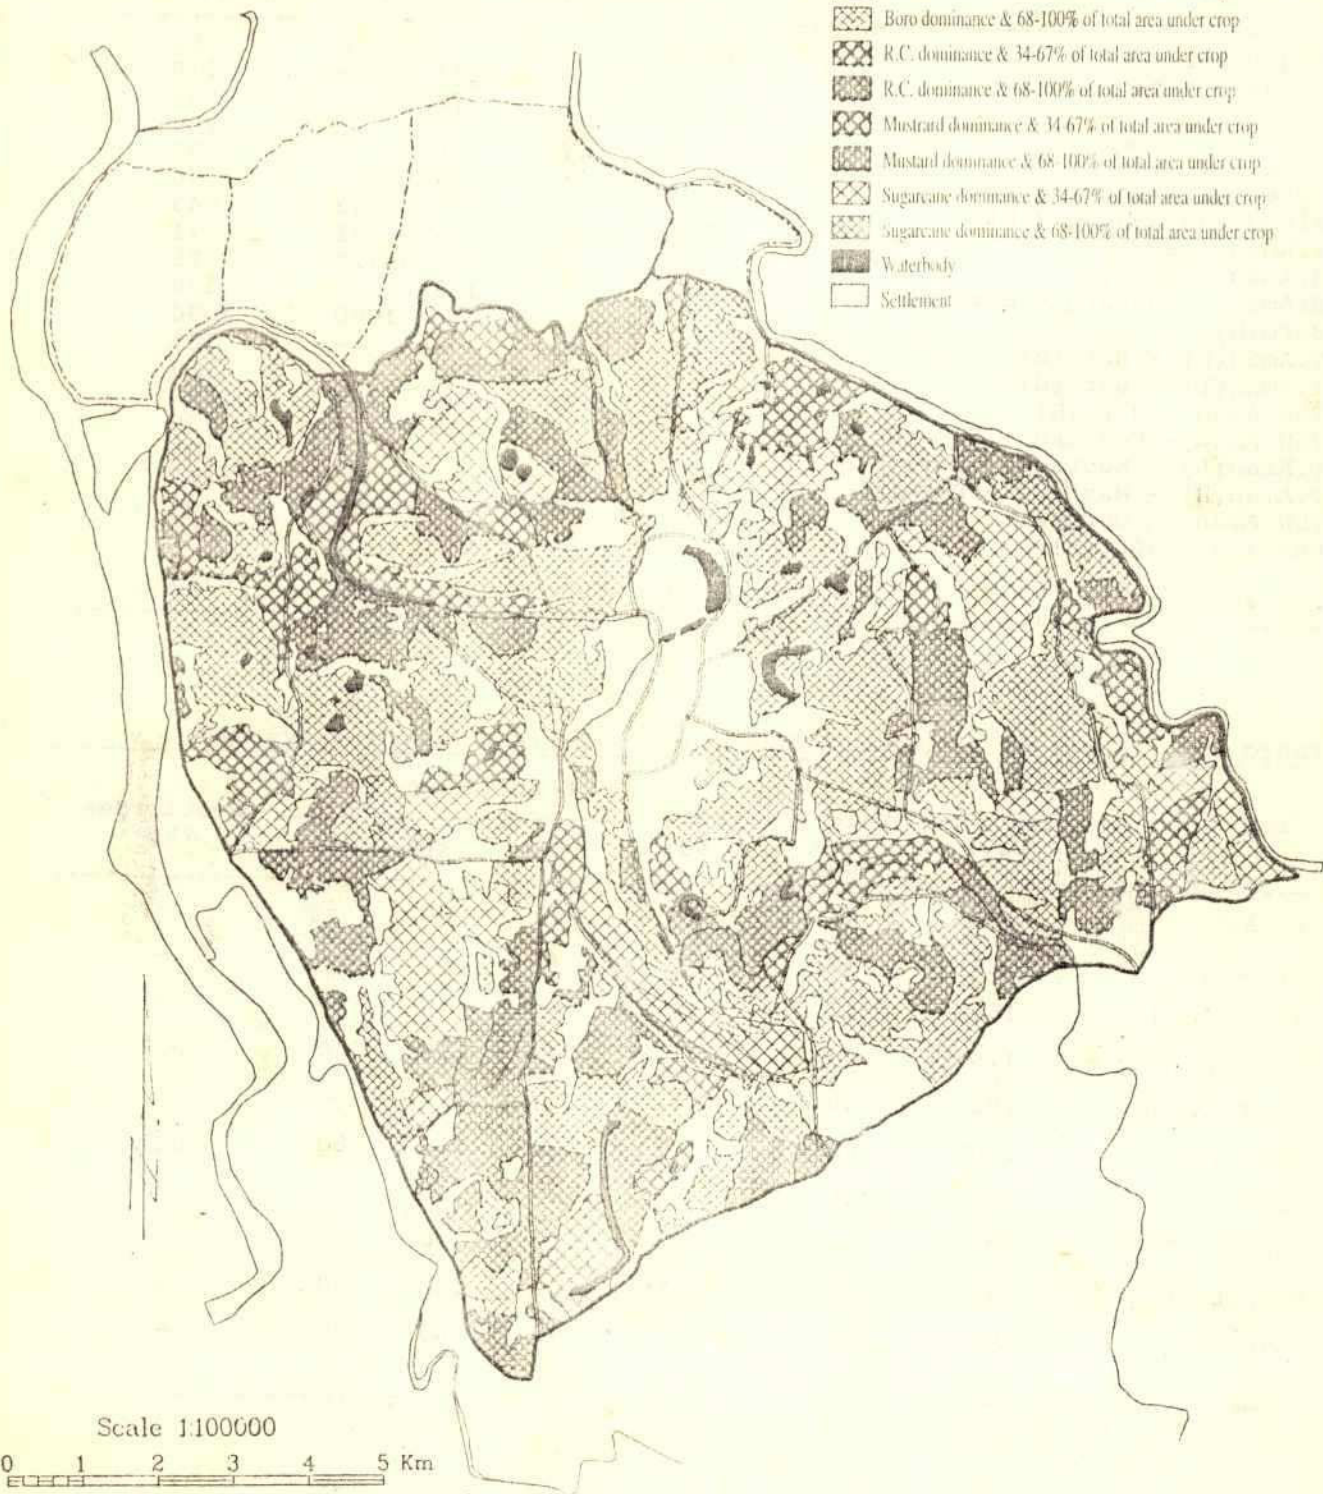 Boro dominance & 68-100% of total area under crop
R.C. dominance & 34-67% of total area under crop
R.C. dominance & 68-100% of total area under crop
Mustrard dominance & 34-67% of total area under crop
Mustard dominance & 68-100% of total area under crop
Sugarcane dominance & 34-67% of total area under crop
Sugarcane dominance & 68-100% of total area under crop
Waterbody
Settlement
Scale 1:100000
0 1 2 3 4 5 Km